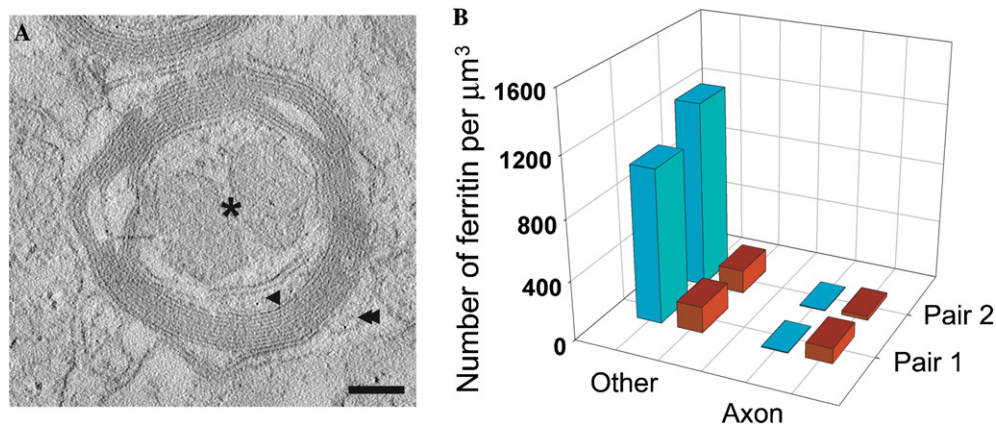 A
*
B
Number of ferritin per µm³
1600
1200
800
400
0
Other
Axon
Pair 1
Pair 2